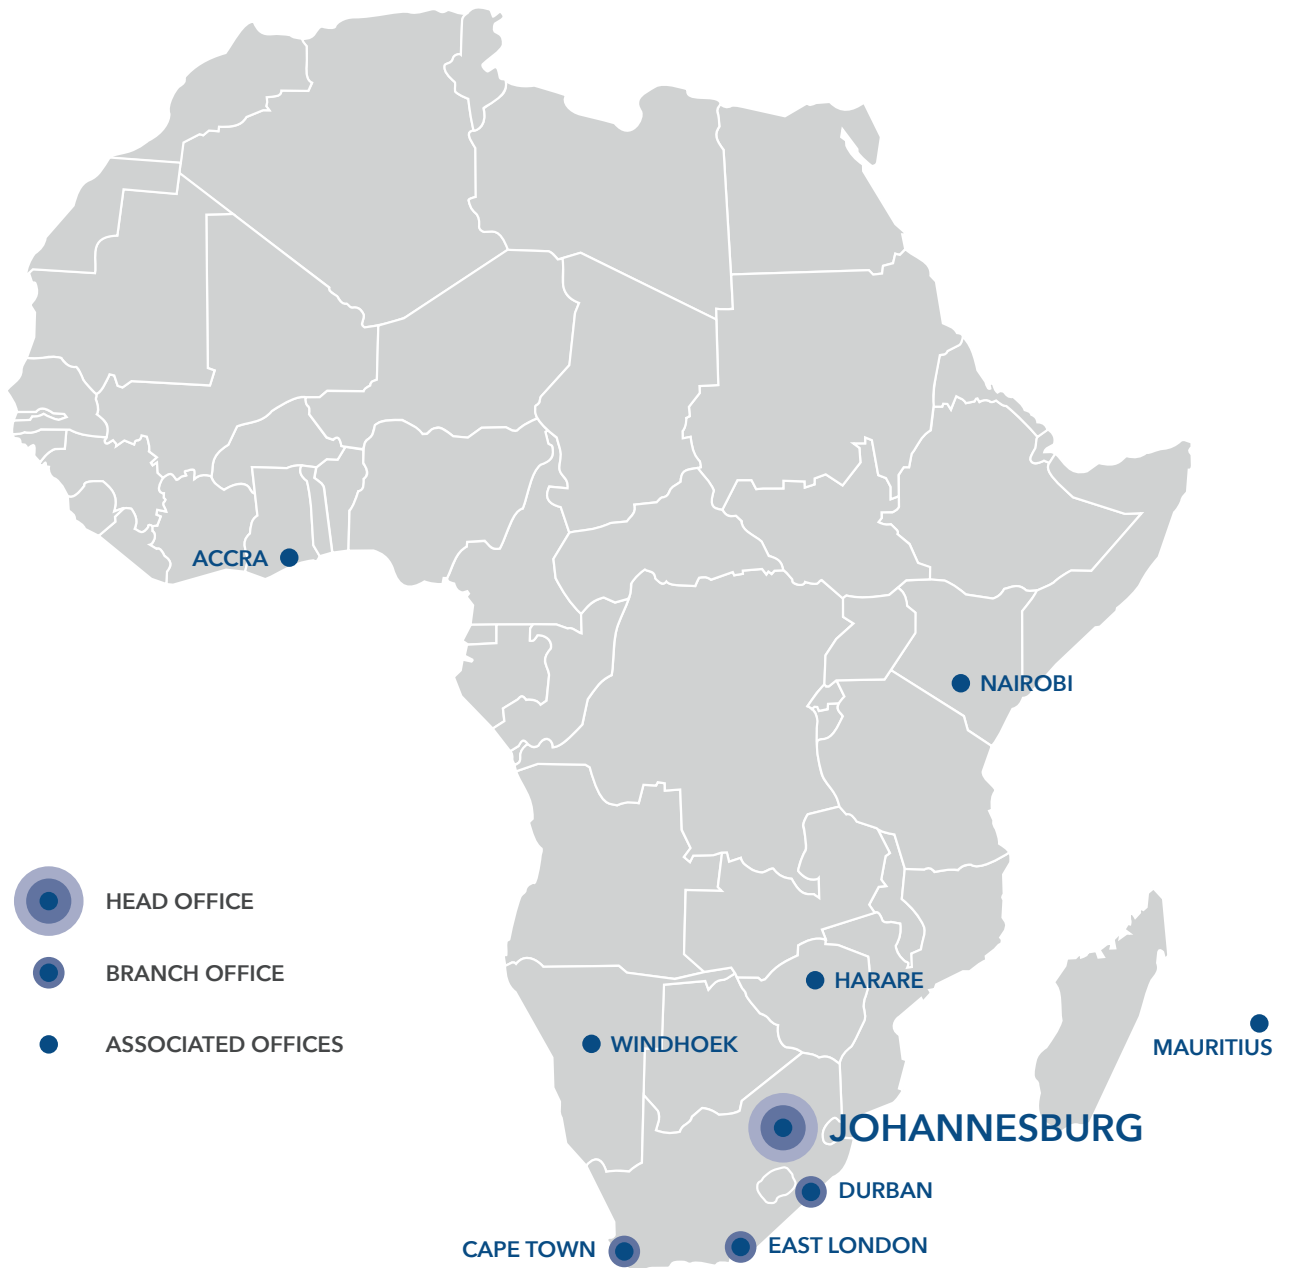 ACCRA
NAIROBI
HEAD OFFICE
BRANCH OFFICE
HARARE
ASSOCIATED OFFICES
WINDHOEK
MAURITIUS
JOHANNESBURG
DURBAN
CAPE TOWN
EAST LONDON